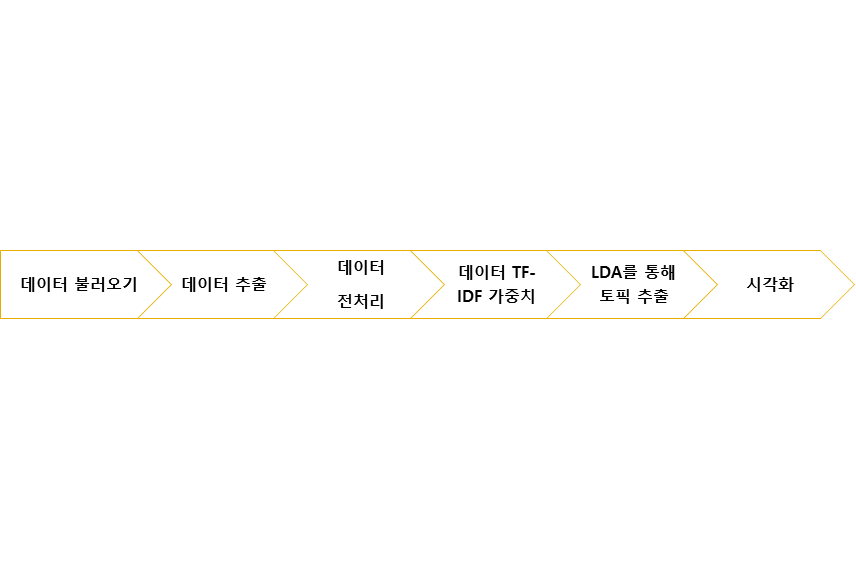 데이터 불러오기
데이터 추출
데이터
전처리
데이터 TF-
IDF 가중치
LDA를 통해
토픽 추출
시각화